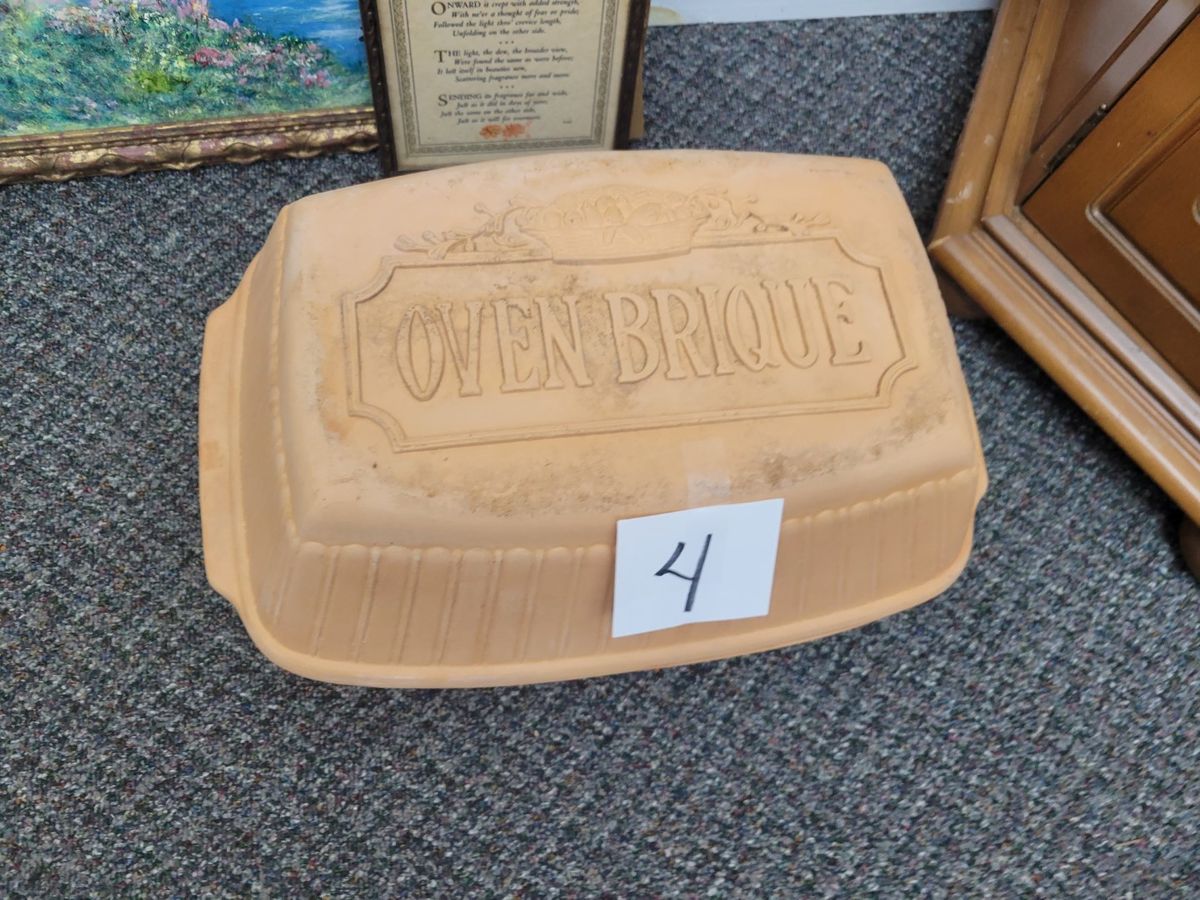 ONWARD it crept with added strength,
With ne'er a thought of fear or pride;
Followed the light thro' crevice length,
Unfolding on the other side.
THE light, the dew, the broader view,
Were found the same as were before;
It lost itself in beauties new,
Scattering fragrance more and more.
SENDING its fragrance far and wide,
Just as it did in days of yore;
Just the same on the other side,
Just as it will for evermore.
OVEN BRIQUE
4